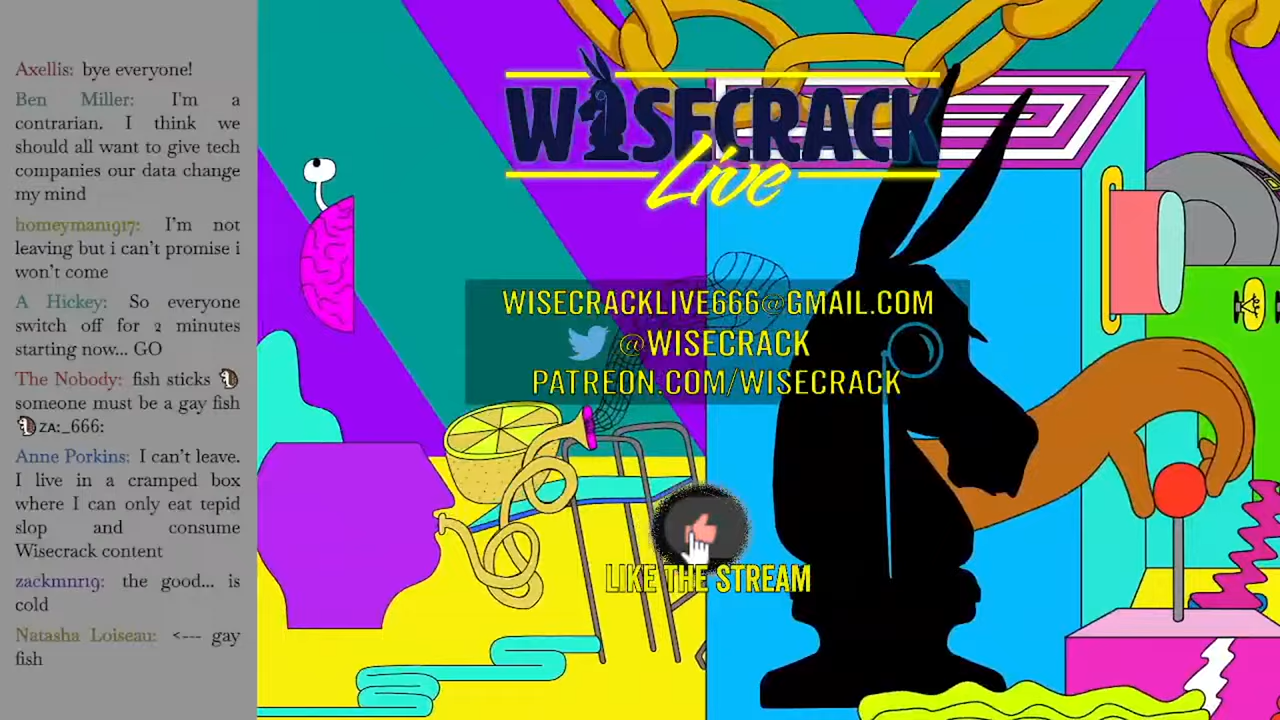 Axellis: bye everyone!
Ben Miller: I'm a
contrarian. I think we
should all want to give tech
companies our data change
my mind
homeyman1917: I'm not
leaving but i can't promise i
won't come
A Hickey: So everyone
switch off for 2 minutes
starting now... GO
The Nobody: fish sticks
someone must be a gay fish
ZA:_666:
Anne Porkins: I can't leave.
I live in a cramped box
where I can only eat tepid
slop and consume
Wisecrack content
zackmnr19: the good... is
cold
Natasha Loiseau: <--- gay
fish
WISECRACK
Live
WISECRACKLIVE666@GMAIL.COM
@WISECRACK
PATREON.COM/WISECRACK
LIKE THE STREAM